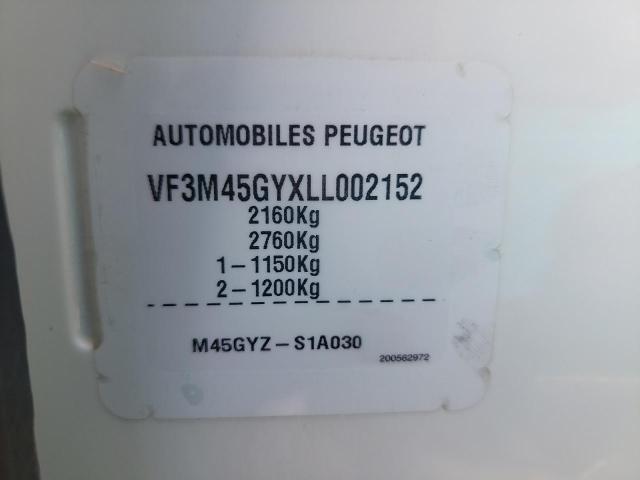 AUTOMOBILES PEUGEOT
VF3M45GYXLL002152
2160Kg
2760Kg
1-1150Kg
2-1200Kg
M45GYZ-S1A030
200562972